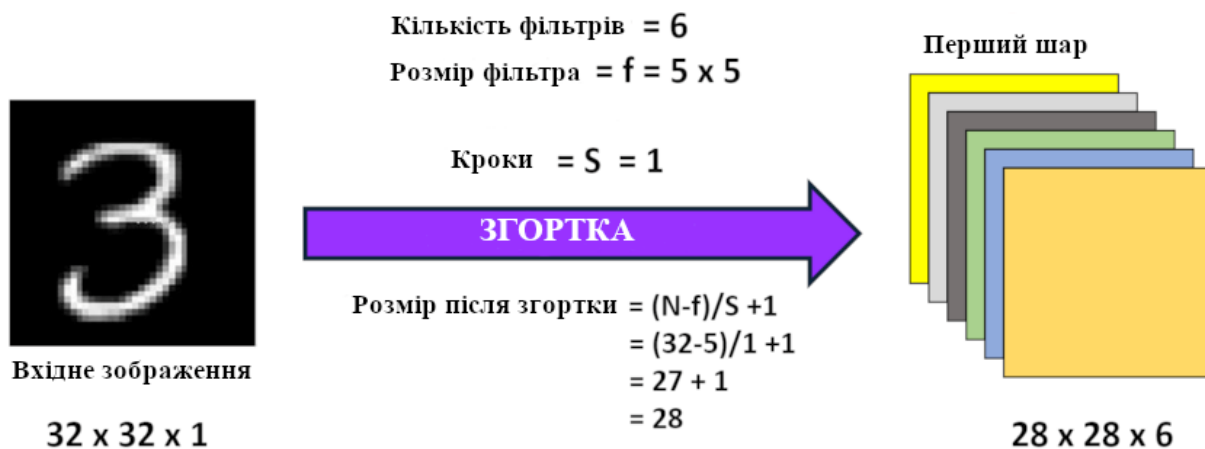 Кількість фільтрів = 6
Розмір фільтра = f = 5 x 5
Перший шар
Кроки = S = 1
ЗГОРТКА
Розмір після згортки = (N-f)/S +1
= (32-5)/1 +1
= 27 + 1
= 28
Вхідне зображення
32 x 32 x 1
28 x 28 x 6